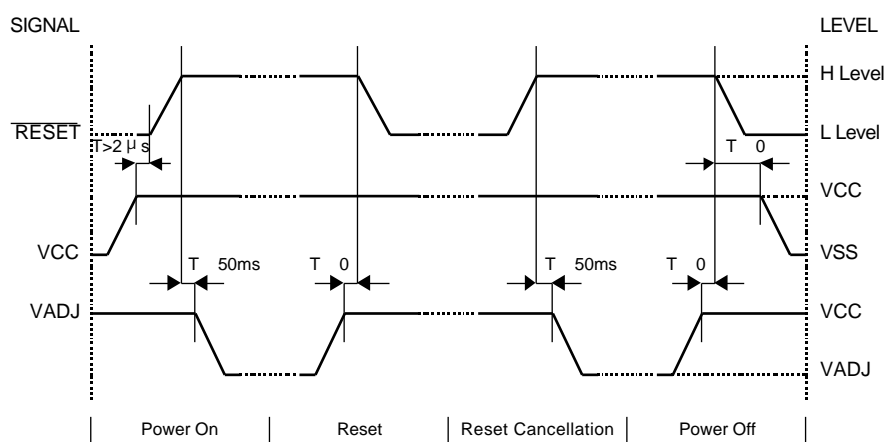 SIGNAL LEVEL
H Level
RESET L Level
T>2 μ s T 0
VCC
VCC VSS
T 50ms T 0 T 50ms T 0
VADJ VCC
VADJ
Power On Reset Reset Cancellation Power Off